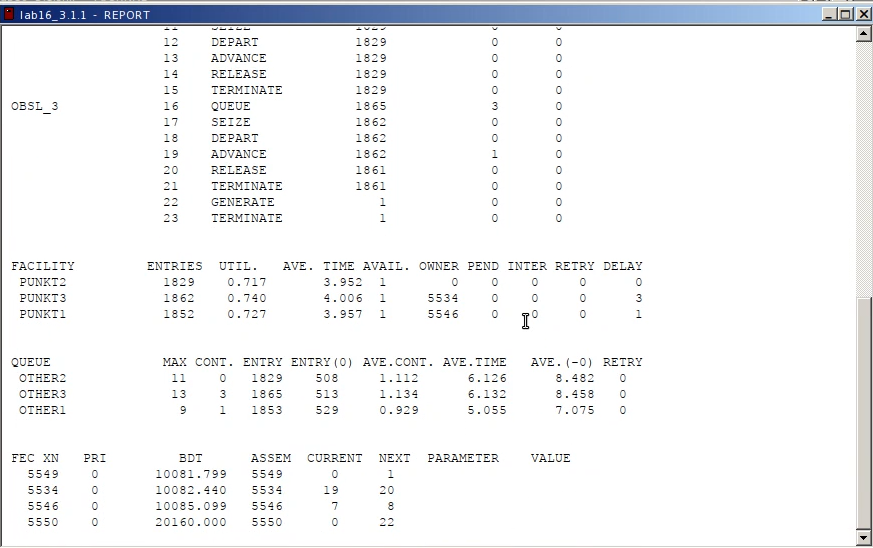 lab16_3.1.1 - REPORT
11 SEIZE 1829 0 0
12 DEPART 1829 0 0
13 ADVANCE 1829 0 0
14 RELEASE 1829 0 0
15 TERMINATE 1829 0 0
OBSL_3 16 QUEUE 1865 3 0
17 SEIZE 1862 0 0
18 DEPART 1862 0 0
19 ADVANCE 1862 1 0
20 RELEASE 1861 0 0
21 TERMINATE 1861 0 0
22 GENERATE 1 0 0
23 TERMINATE 1 0 0
FACILITY ENTRIES UTIL. AVE. TIME AVAIL. OWNER PEND INTER RETRY DELAY
PUNKT2 1829 0.717 3.952 1 0 0 0 0 0
PUNKT3 1862 0.740 4.006 1 5534 0 0 0 3
PUNKT1 1852 0.727 3.957 1 5546 0 0 0 1
QUEUE MAX CONT. ENTRY ENTRY(0) AVE.CONT. AVE.TIME AVE.(-0) RETRY
OTHER2 11 0 1829 508 1.112 6.126 8.482 0
OTHER3 13 3 1865 513 1.134 6.132 8.458 0
OTHER1 9 1 1853 529 0.929 5.055 7.075 0
FEC XN PRI BDT ASSEM CURRENT NEXT PARAMETER VALUE
5549 0 10081.799 5549 0 1
5534 0 10082.440 5534 19 20
5546 0 10085.099 5546 7 8
5550 0 20160.000 5550 0 22